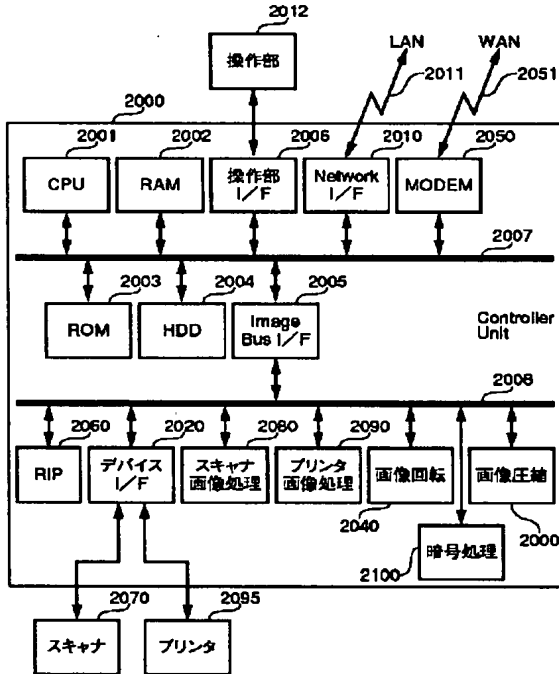 2012
操作部
LAN
WAN
2011
2051
2000
2001
2002
2006
2010
2050
CPU
RAM
操作部
I/F
Network
I/F
MODEM
2007
2003
2004
2005
ROM
HDD
Image
Bus I/F
Controller
Unit
2008
2060
2020
2080
2090
RIP
デバイス
I/F
スキャナ
画像処理
プリンタ
画像処理
画像回転
画像圧縮
2040
2000
2100
暗号処理
2070
2095
スキャナ
プリンタ